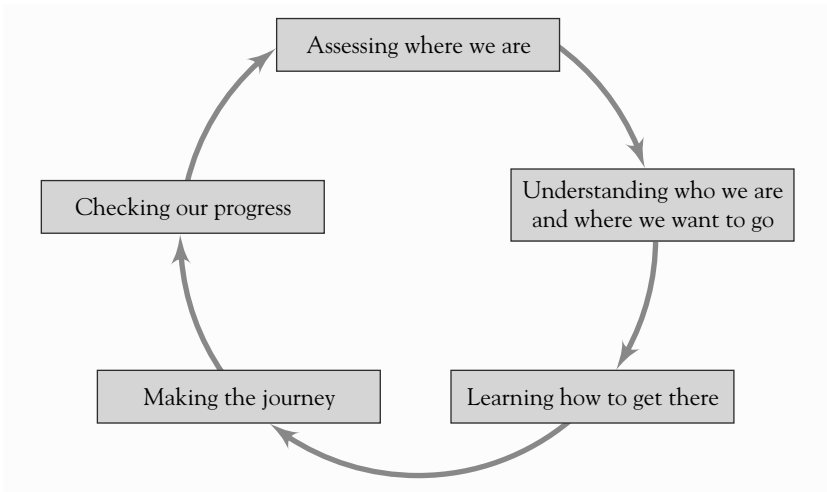 Assessing where we are
Understanding who we are
and where we want to go
Learning how to get there
Making the journey
Checking our progress